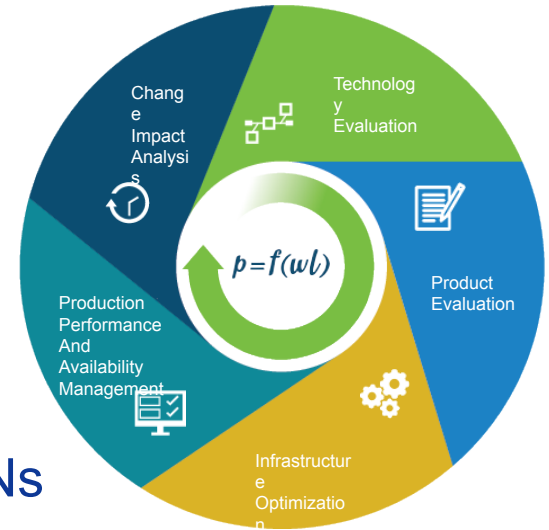 Chang
e
Impact
Analysi
s
Technolog
y
Evaluation
p=f(wl)
Product
Evaluation
Production
Performance
And
Availability
Management
Infrastructur
e
Optimizatio
n
Ns